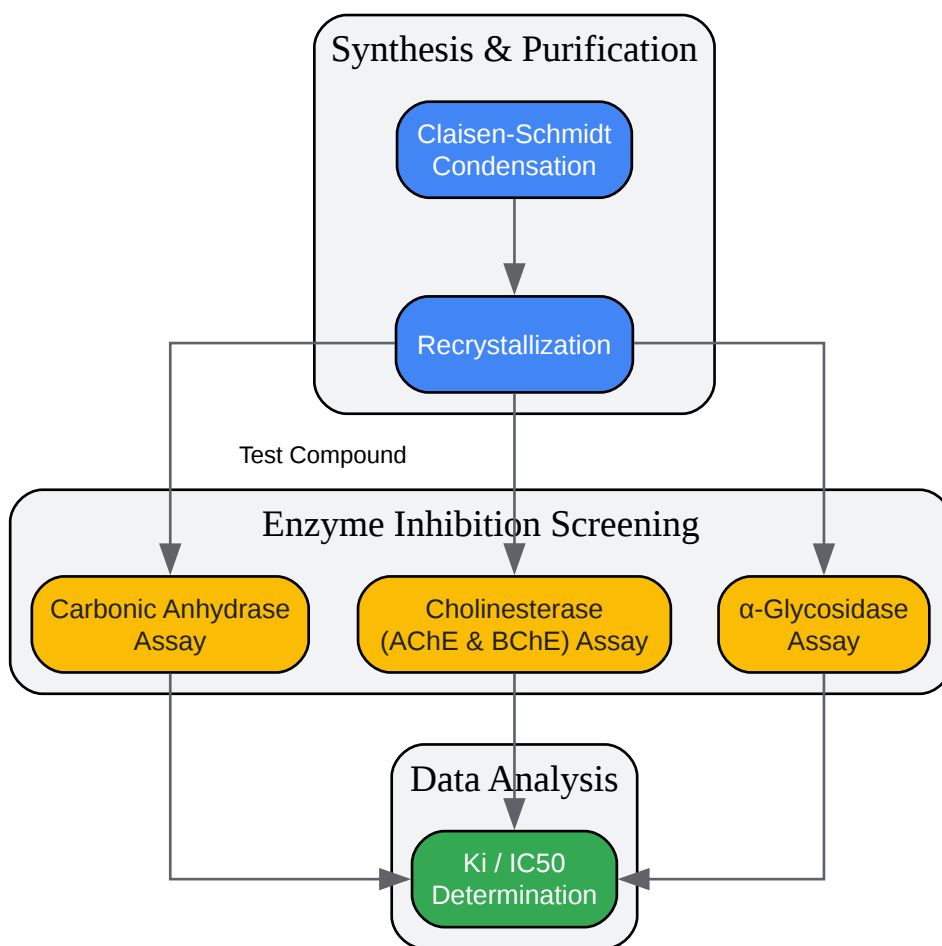 Synthesis & Purification
Claisen-Schmidt
Condensation
Recrystallization
Test Compound
Enzyme Inhibition Screening
Carbonic Anhydrase
Assay
Cholinesterase
(AChE & BChE) Assay
α-Glycosidase
Assay
Data Analysis
Ki / IC50
Determination